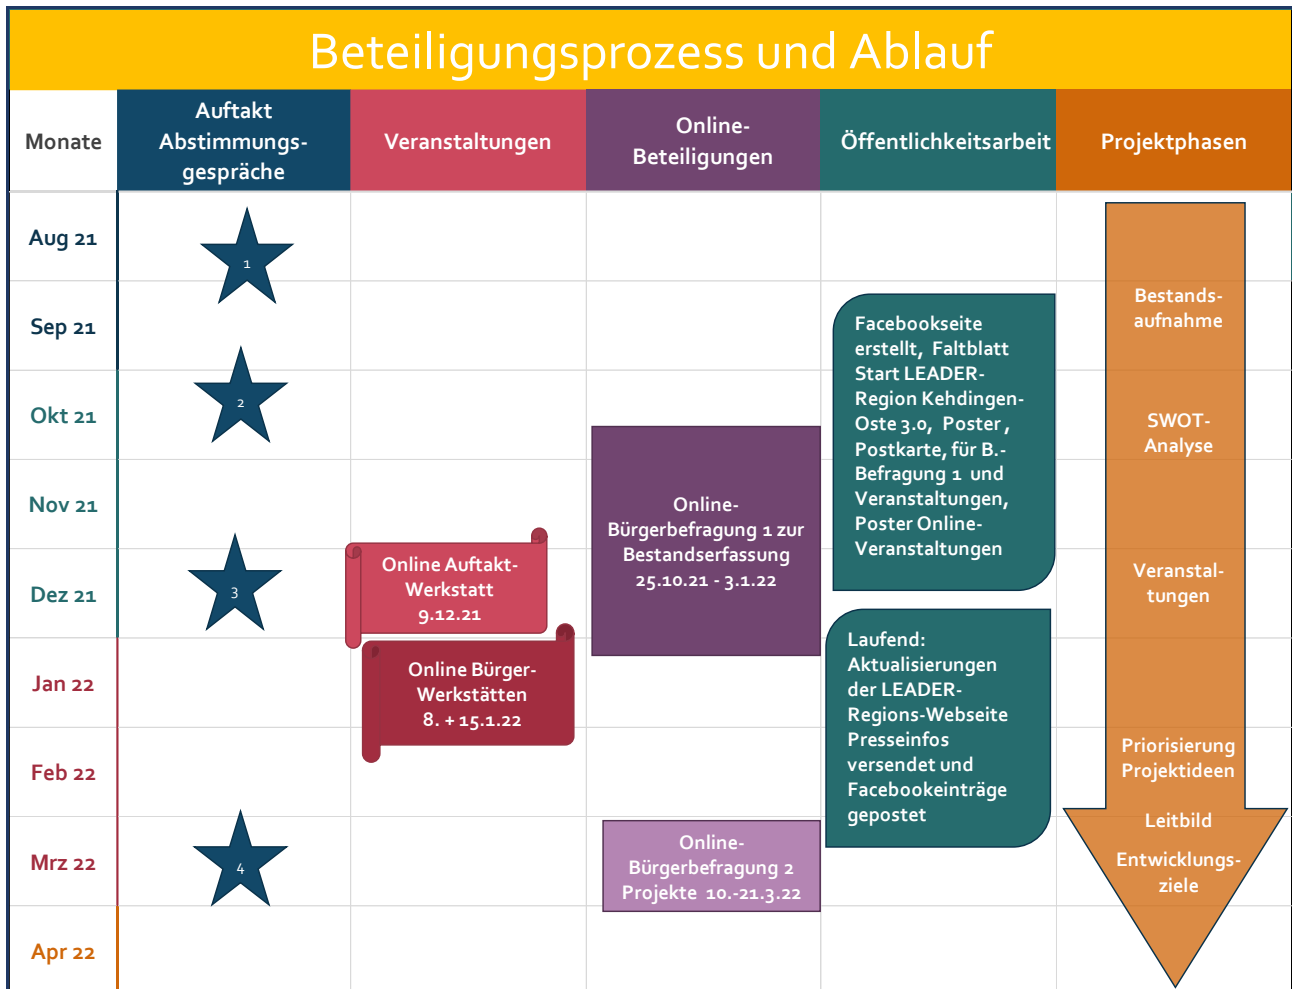 Beteiligungsprozess und Ablauf
Monate
Auftakt
Abstimmungs-
gespräche
Veranstaltungen
Online-
Beteiligungen
Öffentlichkeitsarbeit
Projektphasen
Aug 21
Sep 21
Okt 21
Nov 21
Dez 21
Jan 22
Feb 22
Mrz 22
Apr 22
1
2
3
4
Online Auftakt-
Werkstatt
9.12.21
Online Bürger-
Werkstätten
8. + 15.1.22
Online-
Bürgerbefragung 1 zur
Bestandserfassung
25.10.21 - 3.1.22
Online-
Bürgerbefragung 2
Projekte 10.-21.3.22
Facebookseite
erstellt, Faltblatt
Start LEADER-
Region Kehdingen-
Oste 3.0, Poster ,
Postkarte, für B.-
Befragung 1 und
Veranstaltungen,
Poster Online-
Veranstaltungen
Laufend:
Aktualisierungen
der LEADER-
Regions-Webseite
Presseinfos
versendet und
Facebookeinträge
gepostet
Bestands-
aufnahme
SWOT-
Analyse
Veranstal-
tungen
Priorisierung
Projektideen
Leitbild
Entwicklungs-
ziele